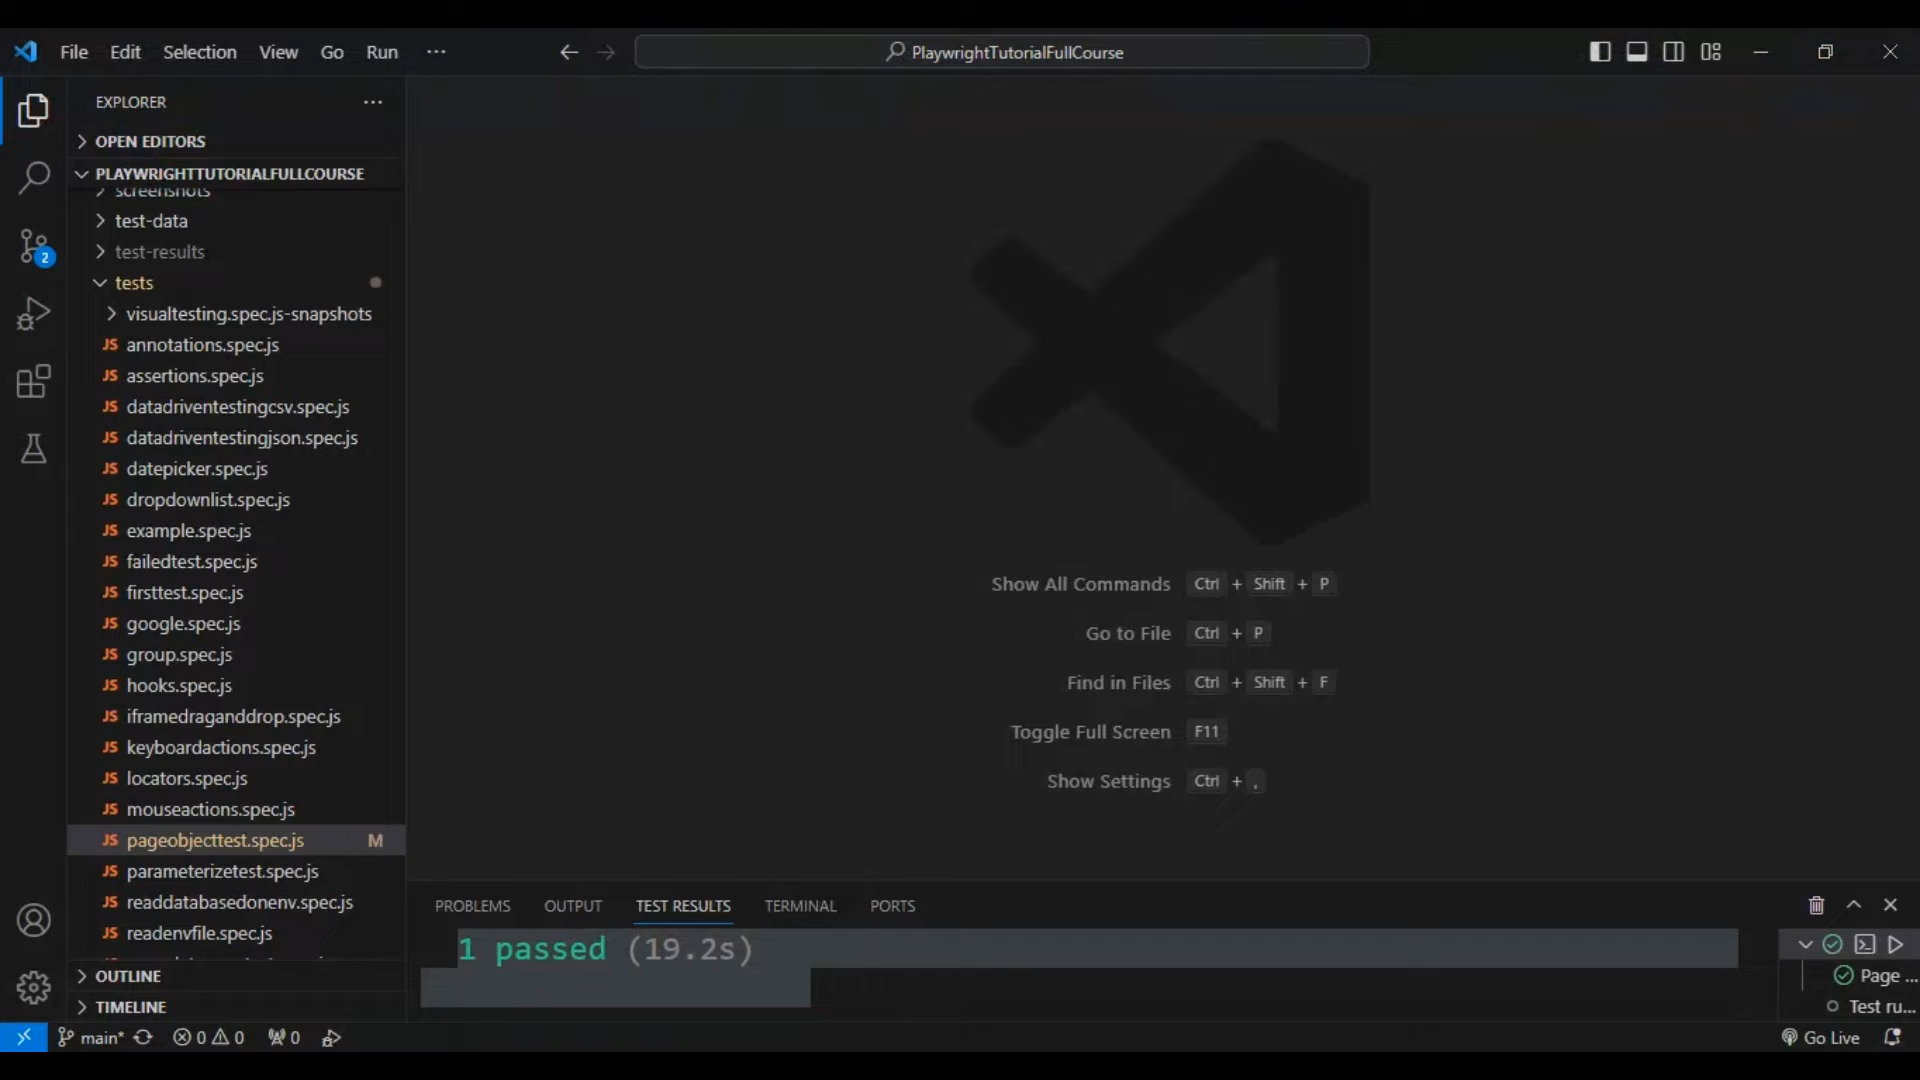 File Edit Selection View Go Run ···
PlaywrightTutorialFullCourse
EXPLORER ···
OPEN EDITORS
PLAYWRIGHTTUTORIALFULLCOURSE
screenshots
test-data
test-results
tests
visualtesting.spec.js-snapshots
JS annotations.spec.js
JS assertions.spec.js
JS datadriventestingcsv.spec.js
JS datadriventestingjson.spec.js
JS datepicker.spec.js
JS dropdownlist.spec.js
JS example.spec.js
JS failedtest.spec.js
JS firsttest.spec.js
JS google.spec.js
JS group.spec.js
JS hooks.spec.js
JS iframedraganddrop.spec.js
JS keyboardactions.spec.js
JS locators.spec.js
JS mouseactions.spec.js
JS pageobjecttest.spec.js M
JS parameterizetest.spec.js
JS readdatabasedonenv.spec.js
JS readenvfile.spec.js
OUTLINE
TIMELINE
2
Show All Commands Ctrl + Shift + P
Go to File Ctrl + P
Find in Files Ctrl + Shift + F
Toggle Full Screen F11
Show Settings Ctrl + ,
PROBLEMS OUTPUT TEST RESULTS TERMINAL PORTS
1 passed (19.2s)
Page ...
Test ru...
main* 0 0 0
Go Live